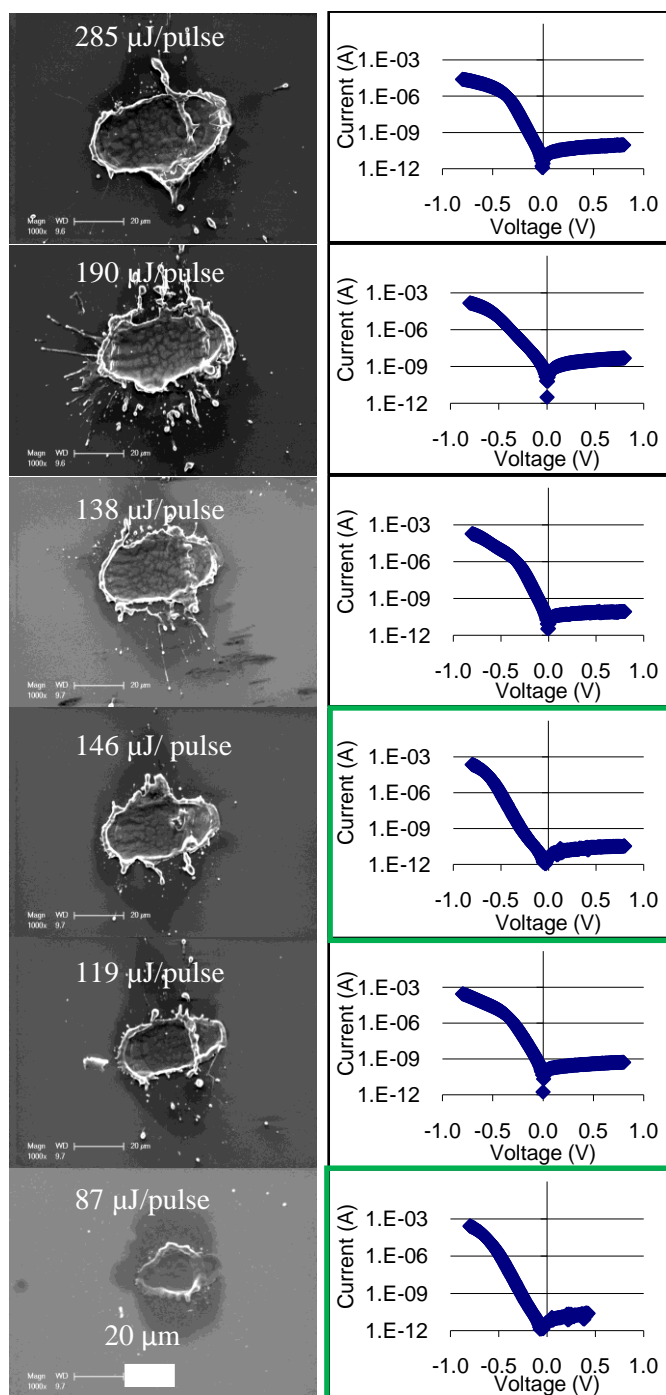 285 µJ/pulse
Magn WD 20 µm
1000x 9.6
Current (A)
1.E-03
1.E-06
1.E-09
1.E-12
-1.0 -0.5 0.0 0.5 1.0
Voltage (V)
190 µJ/pulse
Magn WD 20 µm
1000x 9.6
Current (A)
1.E-03
1.E-06
1.E-09
1.E-12
-1.0 -0.5 0.0 0.5 1.0
Voltage (V)
138 µJ/pulse
Magn WD 20 µm
1000x 9.7
Current (A)
1.E-03
1.E-06
1.E-09
1.E-12
-1.0 -0.5 0.0 0.5 1.0
Voltage (V)
146 µJ/ pulse
Magn WD 20 µm
1000x 9.7
Current (A)
1.E-03
1.E-06
1.E-09
1.E-12
-1.0 -0.5 0.0 0.5 1.0
Voltage (V)
119 µJ/pulse
Magn WD 20 µm
1000x 9.7
Current (A)
1.E-03
1.E-06
1.E-09
1.E-12
-1.0 -0.5 0.0 0.5 1.0
Voltage (V)
87 µJ/pulse
20 µm
Magn WD
1000x 9.7
Current (A)
1.E-03
1.E-06
1.E-09
1.E-12
-1.0 -0.5 0.0 0.5 1.0
Voltage (V)